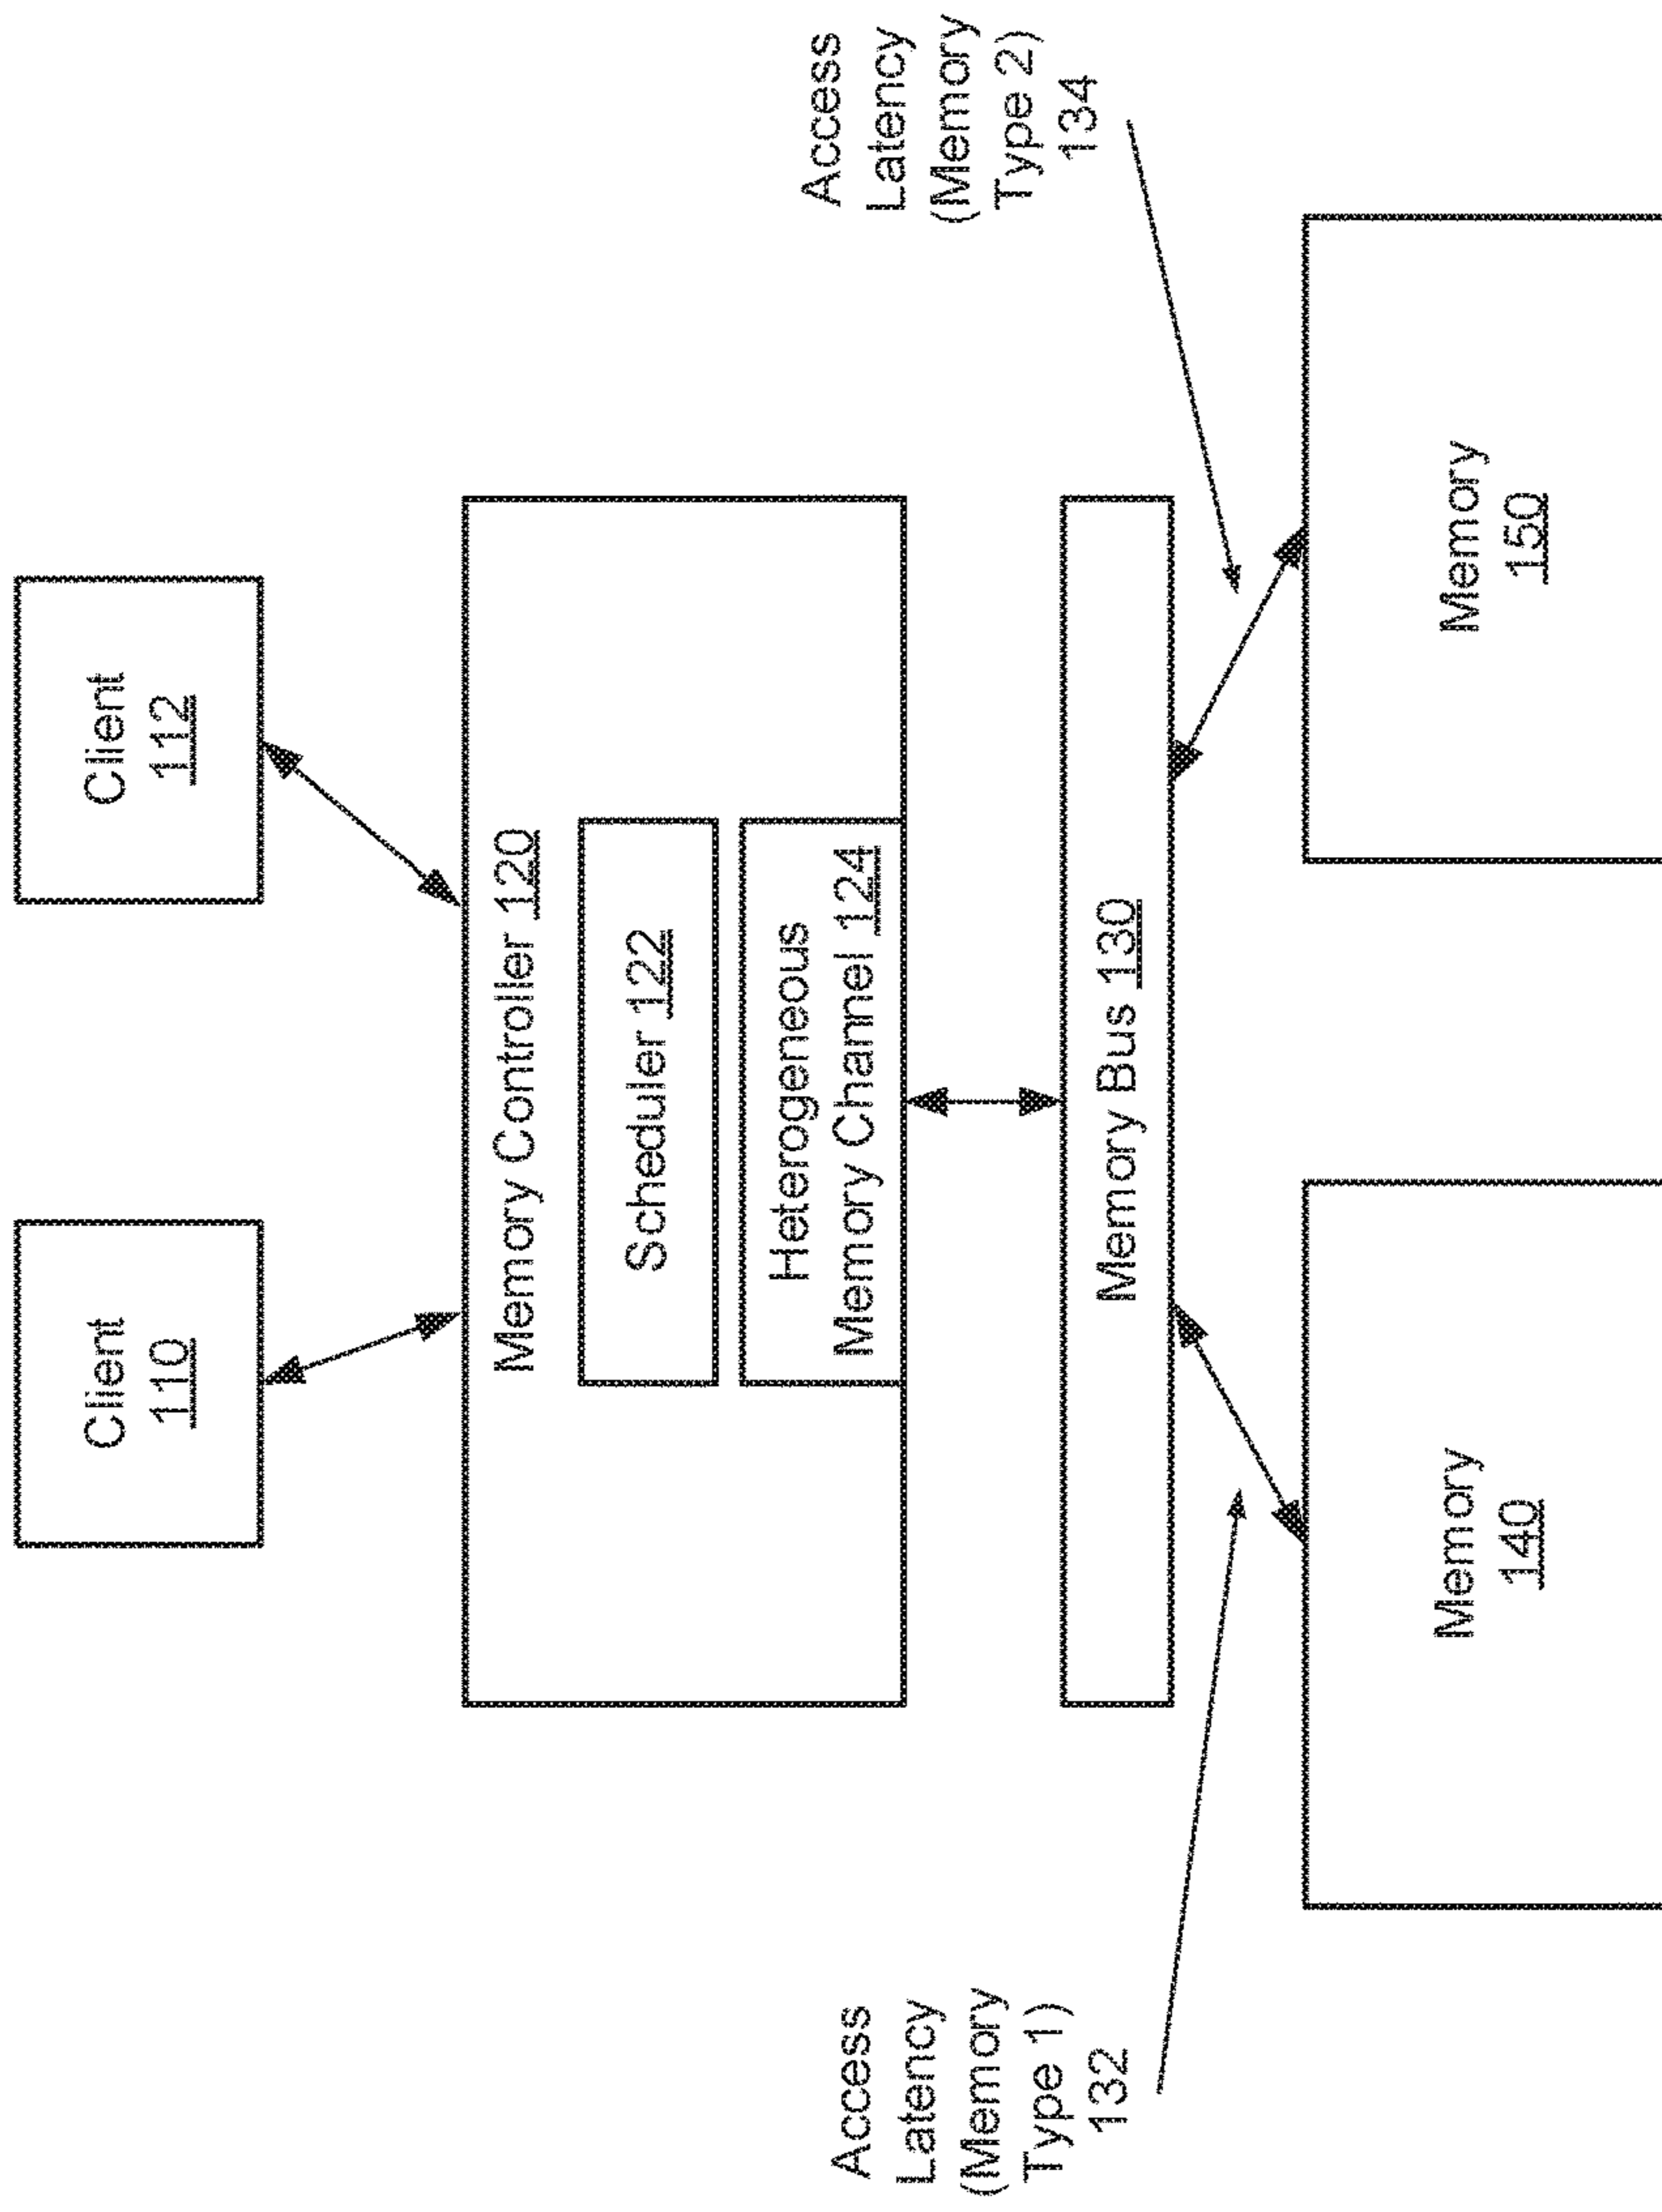 Client
110
Client
112
Memory Controller 120
Scheduler 122
Heterogeneous
Memory Channel 124
Memory Bus 130
Access
Latency
(Memory
Type 1)
132
Access
Latency
(Memory
Type 2)
134
Memory
140
Memory
150